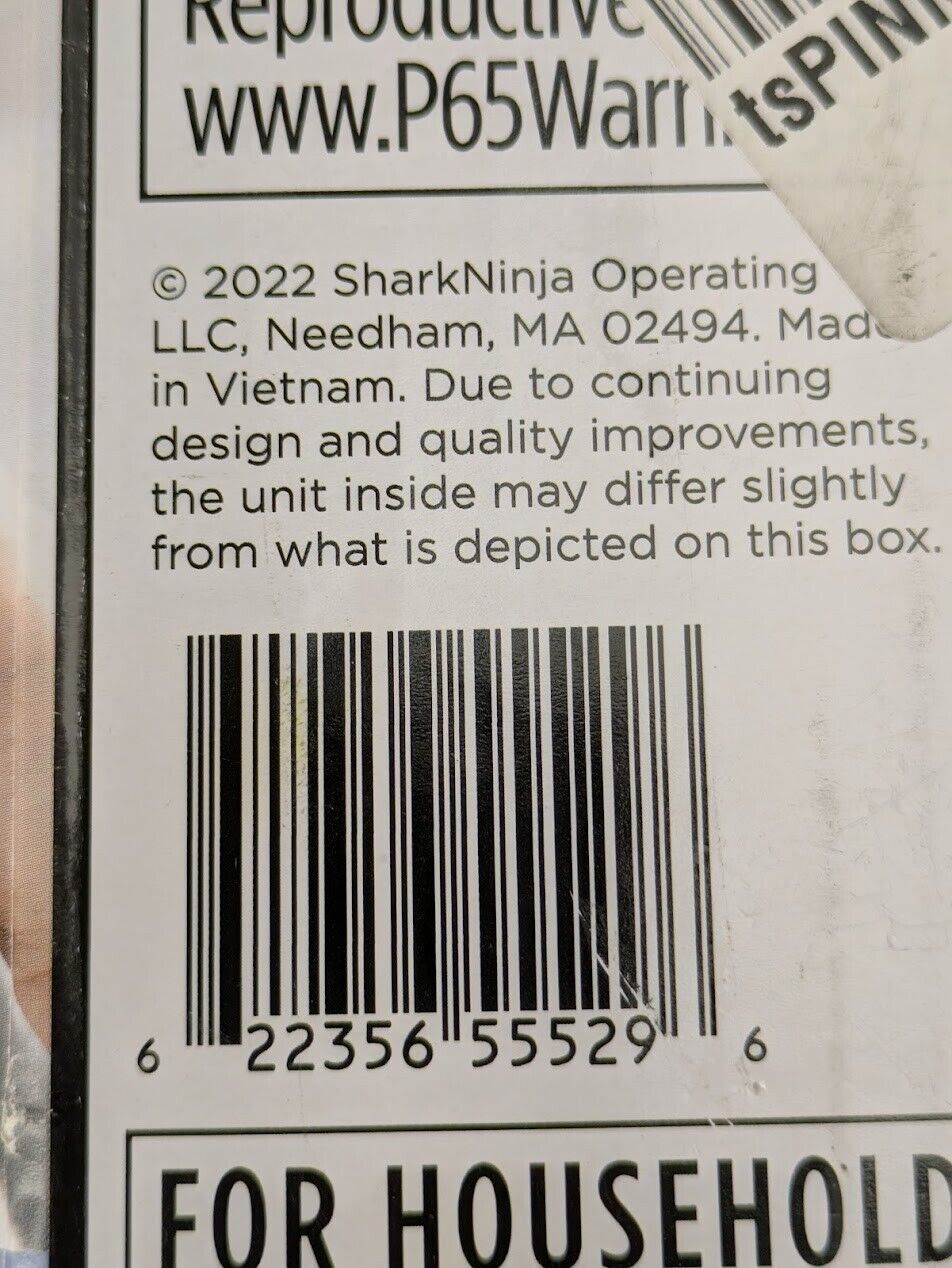 Reproductive
www.P65Warn
tsPIN
© 2022 SharkNinja Operating
LLC, Needham, MA 02494. Made
in Vietnam. Due to continuing
design and quality improvements,
the unit inside may differ slightly
from what is depicted on this box.
6 22356 55529 6
FOR HOUSEHOLD